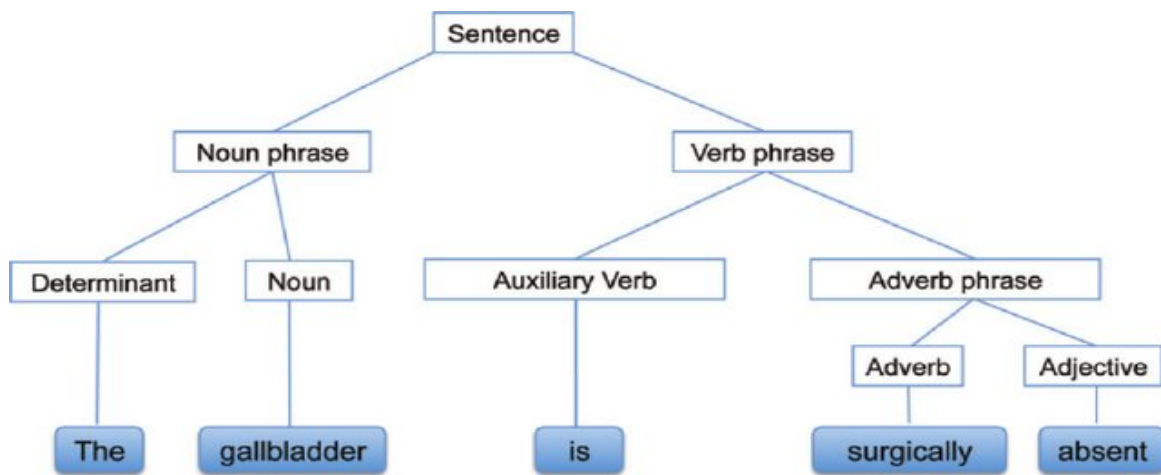 Sentence
Noun phrase
Verb phrase
Determinant
Noun
Auxiliary Verb
Adverb phrase
Adverb
Adjective
The
gallbladder
is
surgically
absent